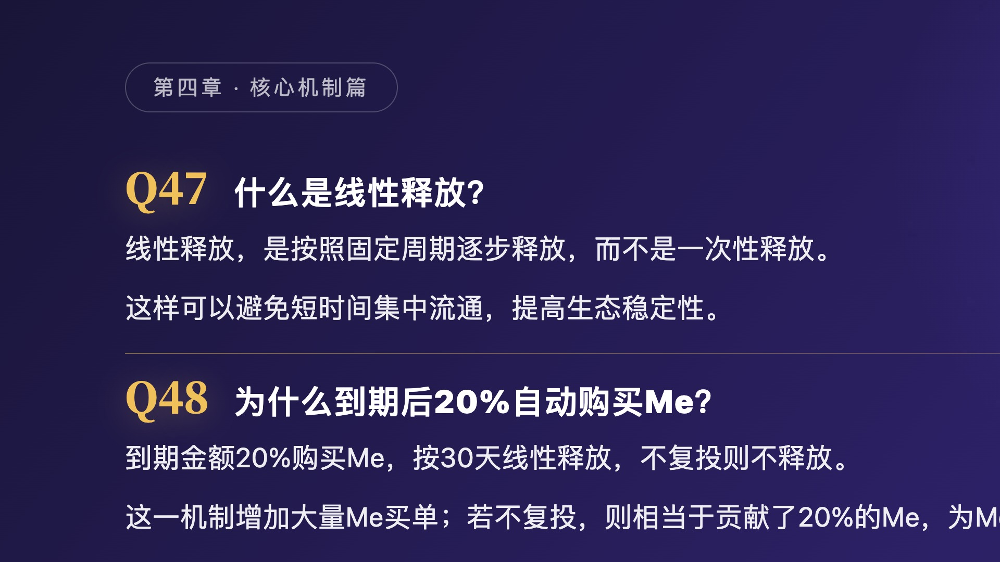 第四章 · 核心机制篇
Q47 什么是线性释放？
线性释放，是按照固定周期逐步释放，而不是一次性释放。
这样可以避免短时间集中流通，提高生态稳定性。
Q48 为什么到期后20%自动购买Me？
到期金额20%购买Me，按30天线性释放，不复投则不释放。
这一机制增加大量Me买单；若不复投，则相当于贡献了20%的Me，为M